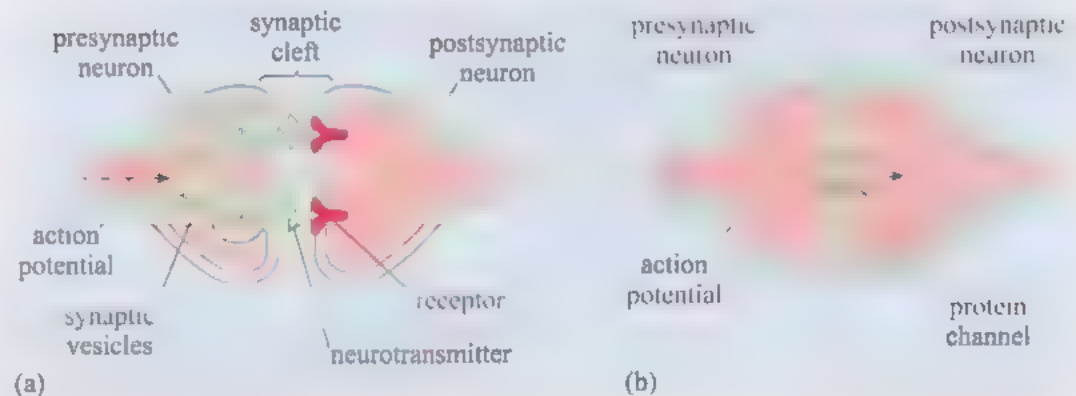 presynaptic
neuron
synaptic
cleft
postsynaptic
neuron
action
potential
synaptic
vesicles
receptor
neurotransmitter
(a)
presynaptic
neuron
postsynaptic
neuron
action
potential
protein
channel
(b)